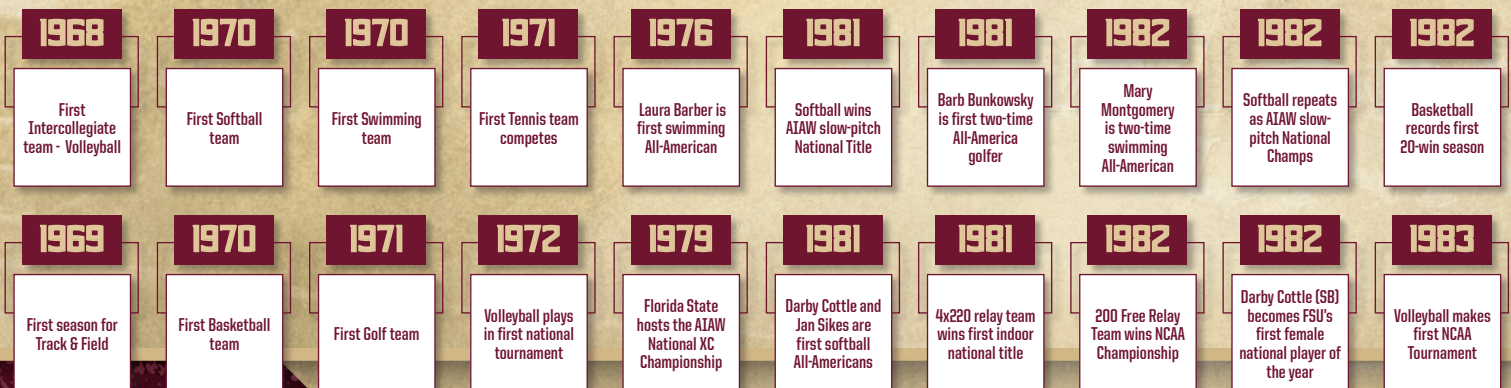 1968
First
Intercollegiate
team - Volleyball
1970
First Softball
team
1970
First Swimming
team
1971
First Tennis team
competes
1976
Laura Barber is
first swimming
All-American
1981
Softball wins
AIAW slow-pitch
National Title
1981
Barb Bunkowsky
is first two-time
All-America
golfer
1982
Mary
Montgomery
is two-time
swimming
All-American
1982
Softball repeats
as AIAW slow-
pitch National
Champs
1982
Basketball
records first
20-win season
1969
First season for
Track & Field
1970
First Basketball
team
1971
First Golf team
1972
Volleyball plays
in first national
tournament
1979
Florida State
hosts the AIAW
National XC
Championship
1981
Darby Cottle and
Jan Sikes are
first softball
All-Americans
1981
4x220 relay team
wins first indoor
national title
1982
200 Free Relay
Team wins NCAA
Championship
1982
Darby Cottle (SB)
becomes FSU's
first female
national player of
the year
1983
Volleyball makes
first NCAA
Tournament